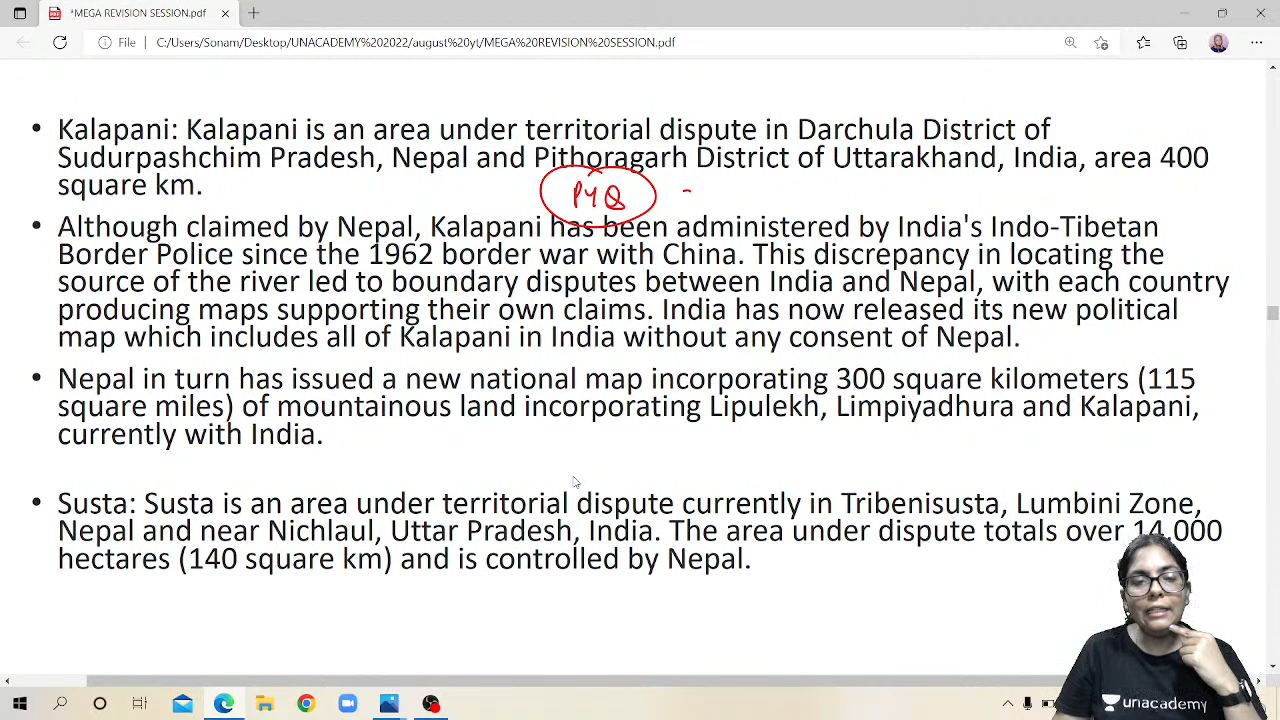 *MEGA REVISION SESSION.pdf
File
C:/Users/Sonam/Desktop/UNACADEMY%202022/august%20yt/MEGA%20REVISION%20SESSION.pdf
• Kalapani: Kalapani is an area under territorial dispute in Darchula District of
Sudurpashchim Pradesh, Nepal and Pithoragarh District of Uttarakhand, India, area 400
square km.
PYQ
• Although claimed by Nepal, Kalapani has been administered by India's Indo-Tibetan
Border Police since the 1962 border war with China. This discrepancy in locating the
source of the river led to boundary disputes between India and Nepal, with each country
producing maps supporting their own claims. India has now released its new political
map which includes all of Kalapani in India without any consent of Nepal.
• Nepal in turn has issued a new national map incorporating 300 square kilometers (115
square miles) of mountainous land incorporating Lipulekh, Limpiyadhura and Kalapani,
currently with India.
• Susta: Susta is an area under territorial dispute currently in Tribenisusta, Lumbini Zone,
Nepal and near Nichlaul, Uttar Pradesh, India. The area under dispute totals over 14,000
hectares (140 square km) and is controlled by Nepal.
unacademy